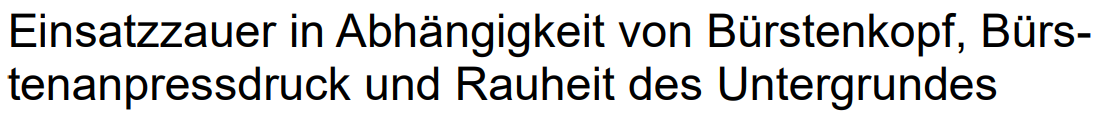 Einsatzzauer in Abhängigkeit von Bürstenkopf, Bürs-
tenanpressdruck und Rauheit des Untergrundes